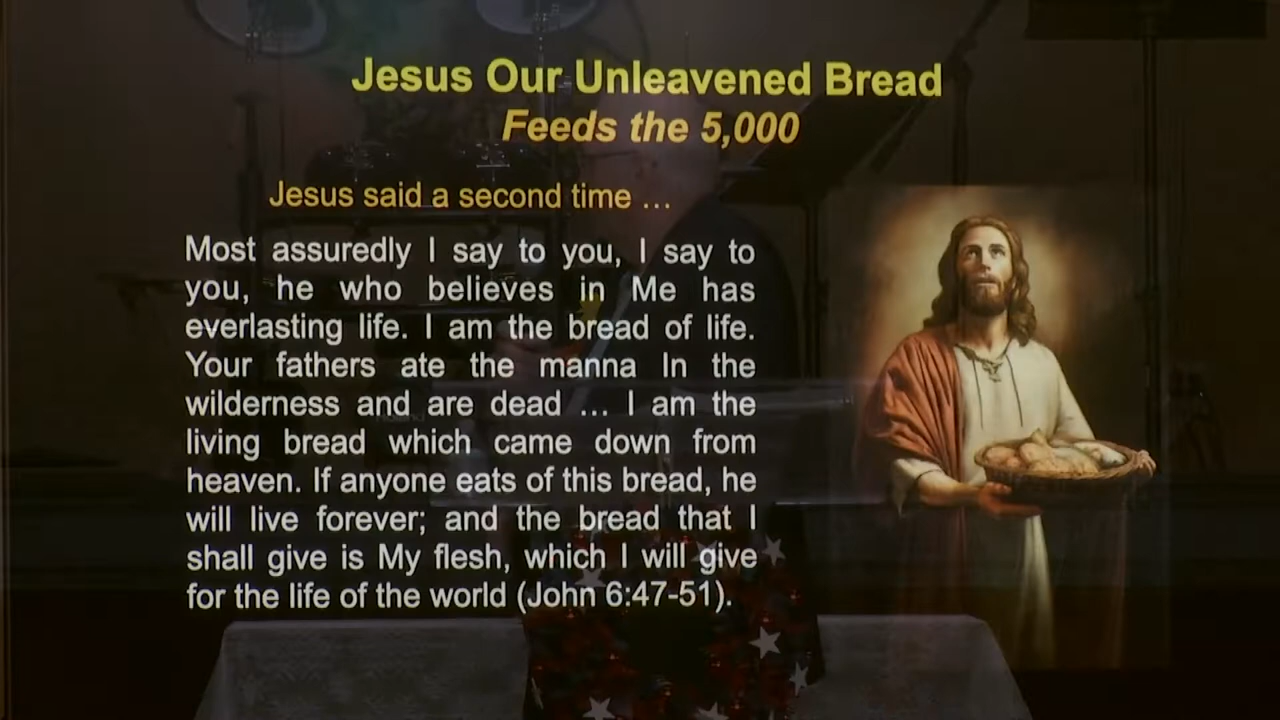 Jesus Our Unleavened Bread
Feeds the 5,000
Jesus said a second time …
Most assuredly I say to you, I say to
you, he who believes in Me has
everlasting life. I am the bread of life.
Your fathers ate the manna In the
wilderness and are dead … I am the
living bread which came down from
heaven. If anyone eats of this bread, he
will live forever; and the bread that I
shall give is My flesh, which I will give
for the life of the world (John 6:47-51).